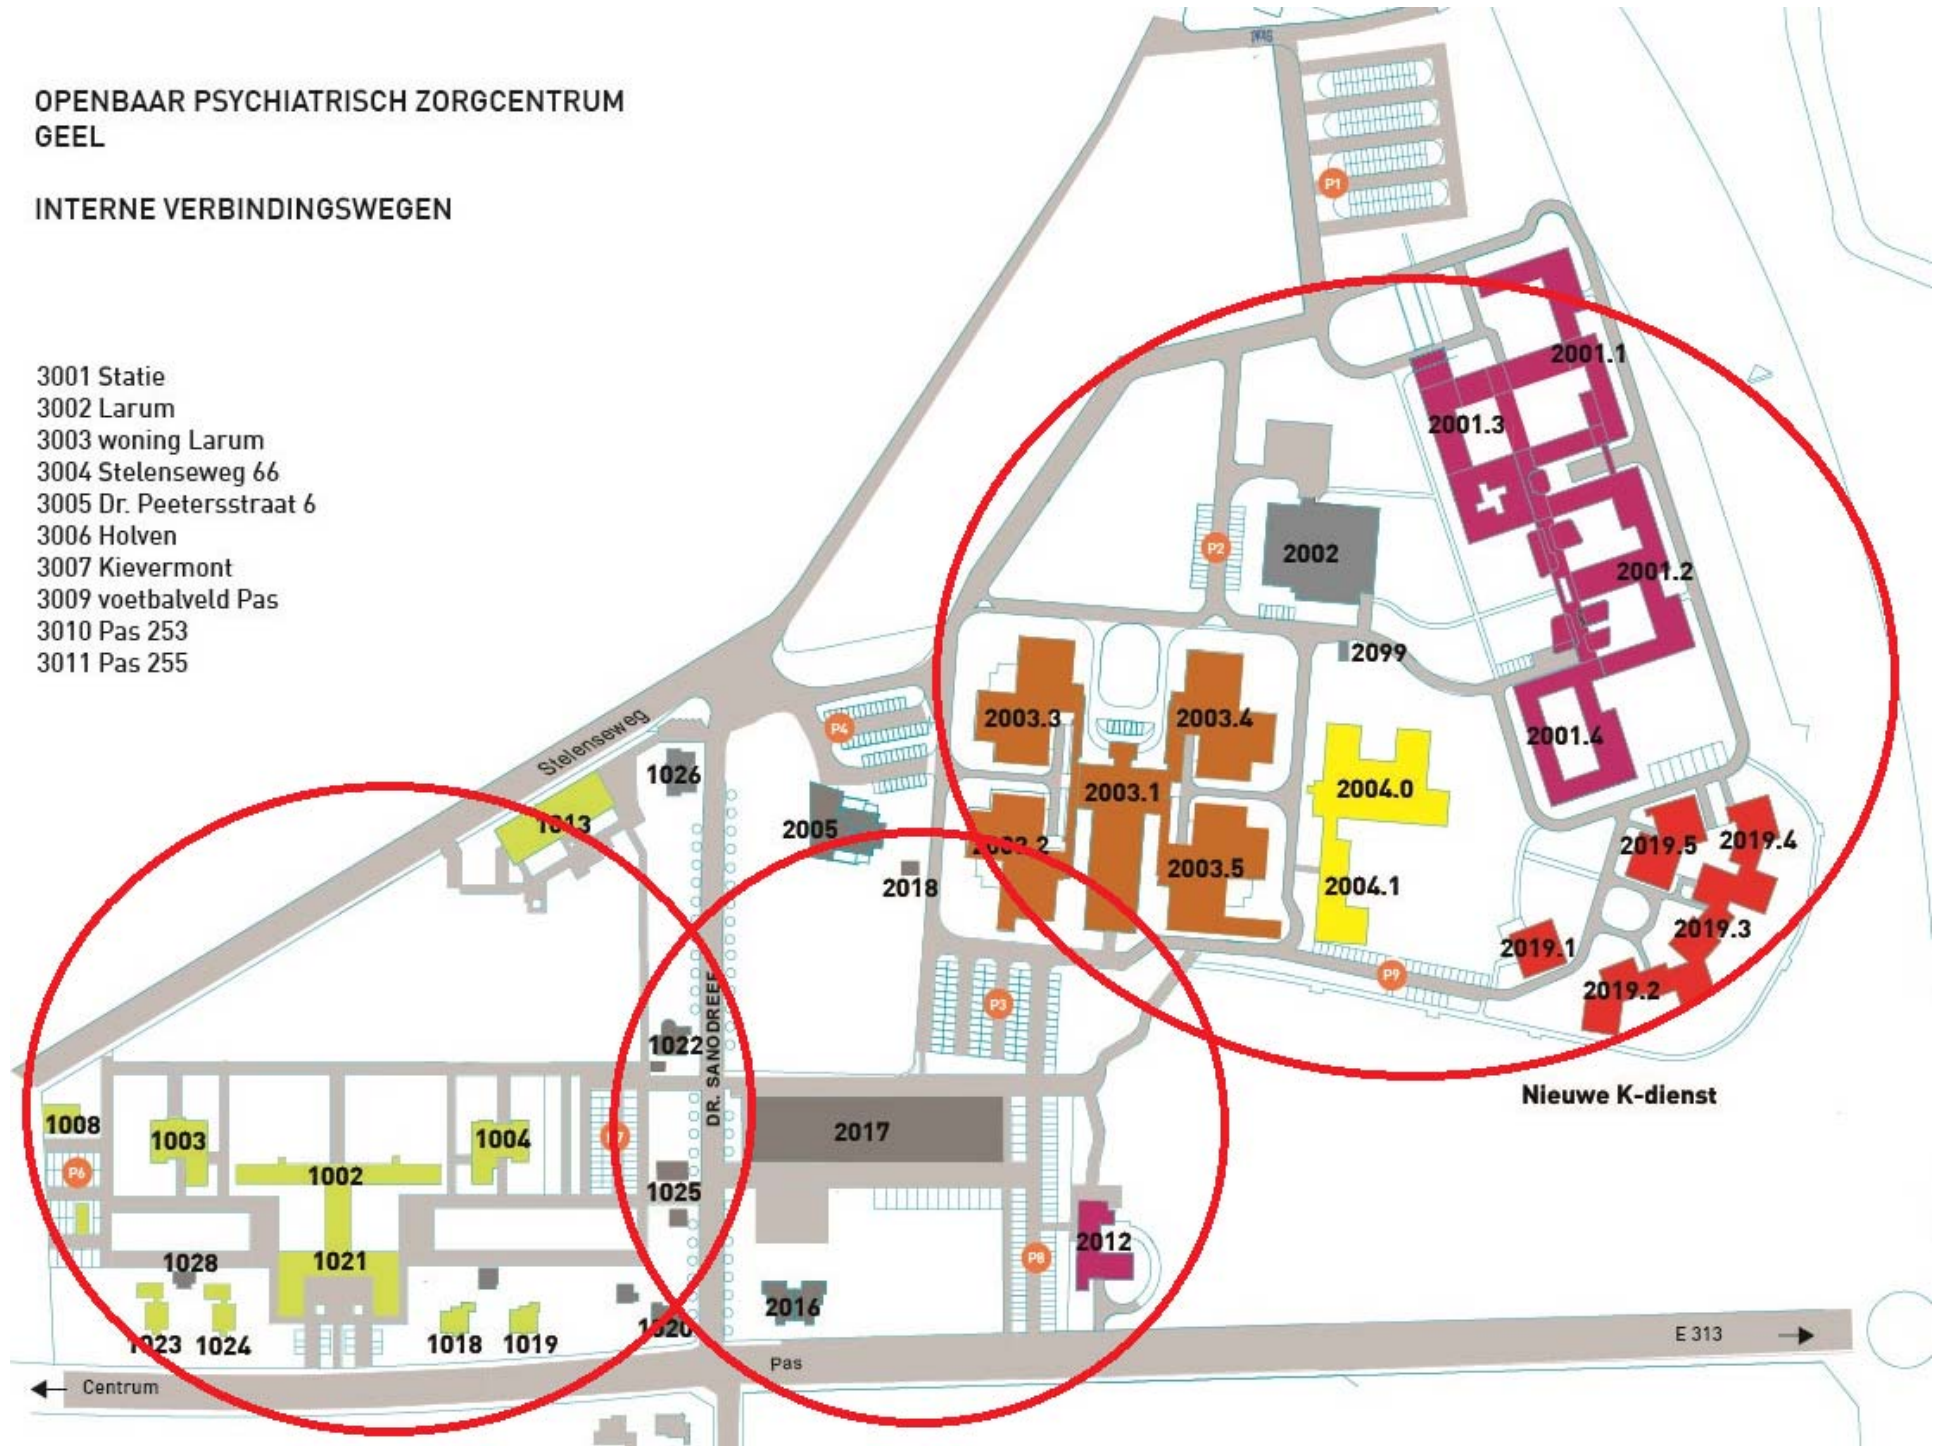 OPENBAAR PSYCHIATRISCH ZORGCENTRUM
GEEL
INTERNE VERBINDINGSWEGEN
3001 Statie
3002 Larum
3003 woning Larum
3004 Stelenseweg 66
3005 Dr. Peetersstraat 6
3006 Holven
3007 Kievermont
3009 voetbalveld Pas
3010 Pas 253
3011 Pas 255
P1
2001.1
2001.3
2002
P2
2001.2
2099
2003.3
2003.4
2001.4
Stelenseweg
P4
1026
2004.0
2003.1
1013
2005
2003.2
2019.5
2019.4
2003.5
2004.1
2018
2019.3
2019.1
P9
2019.2
P3
DR. SANODREEF
1022
Nieuwe K-dienst
1008
1003
1004
2017
P6
1002
1025
2012
P8
1028
1021
2016
1023
1024
1018
1019
1020
E 313
Pas
Centrum